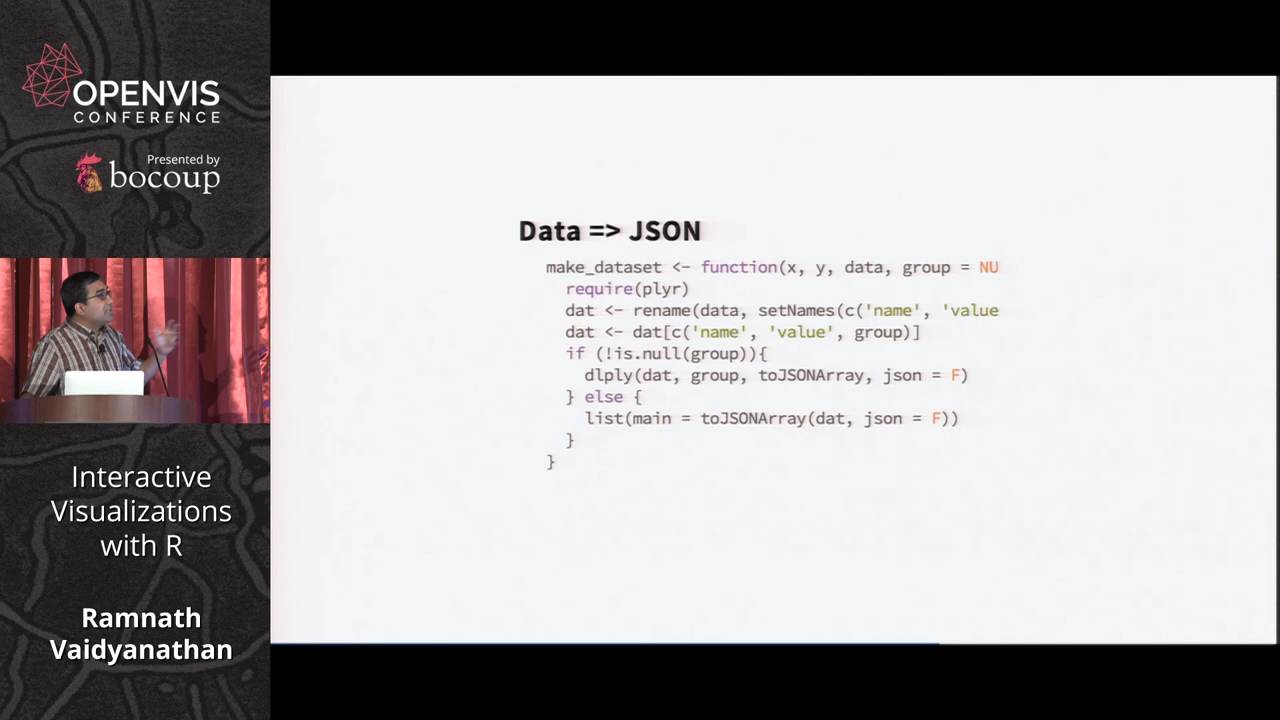 OPENVIS
CONFERENCE
Presented by
bocoup
Interactive
Visualizations
with R
Ramnath
Vaidyanathan
Data => JSON
make_dataset <- function(x, y, data, group = NU
require(plyr)
dat <- rename(data, setNames(c('name', 'value
dat <- dat[c('name', 'value', group)]
if (!is.null(group)){
dlply(dat, group, toJSONArray, json = F)
} else {
list(main = toJSONArray(dat, json = F))
}
}